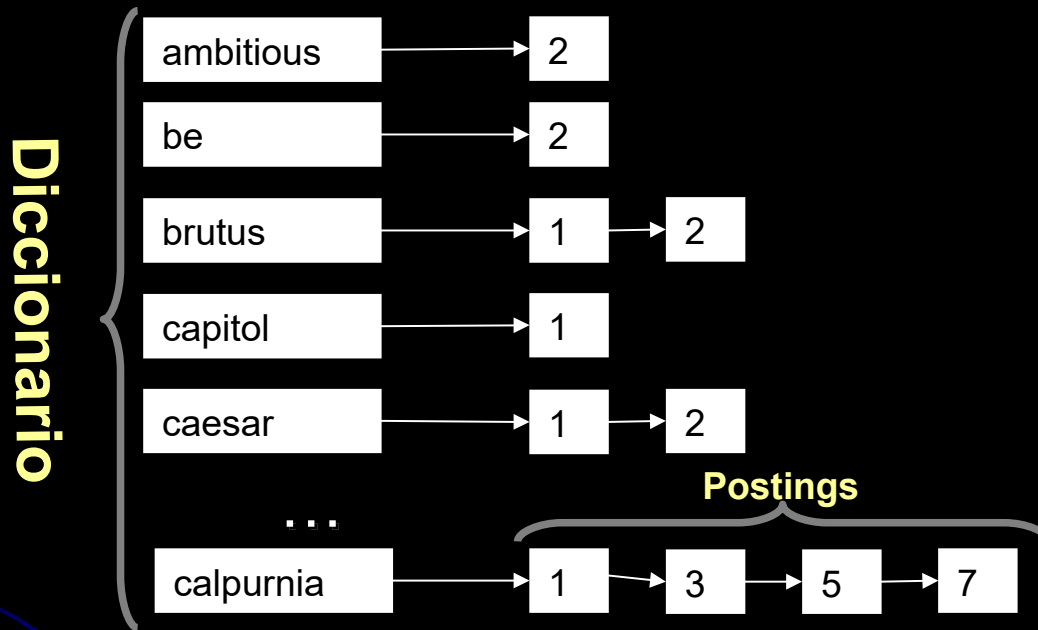 Diccionario
ambitious 2
be 2
brutus 1 2
capitol 1
caesar 1 2
Postings
...
calpurnia 1 3 5 7